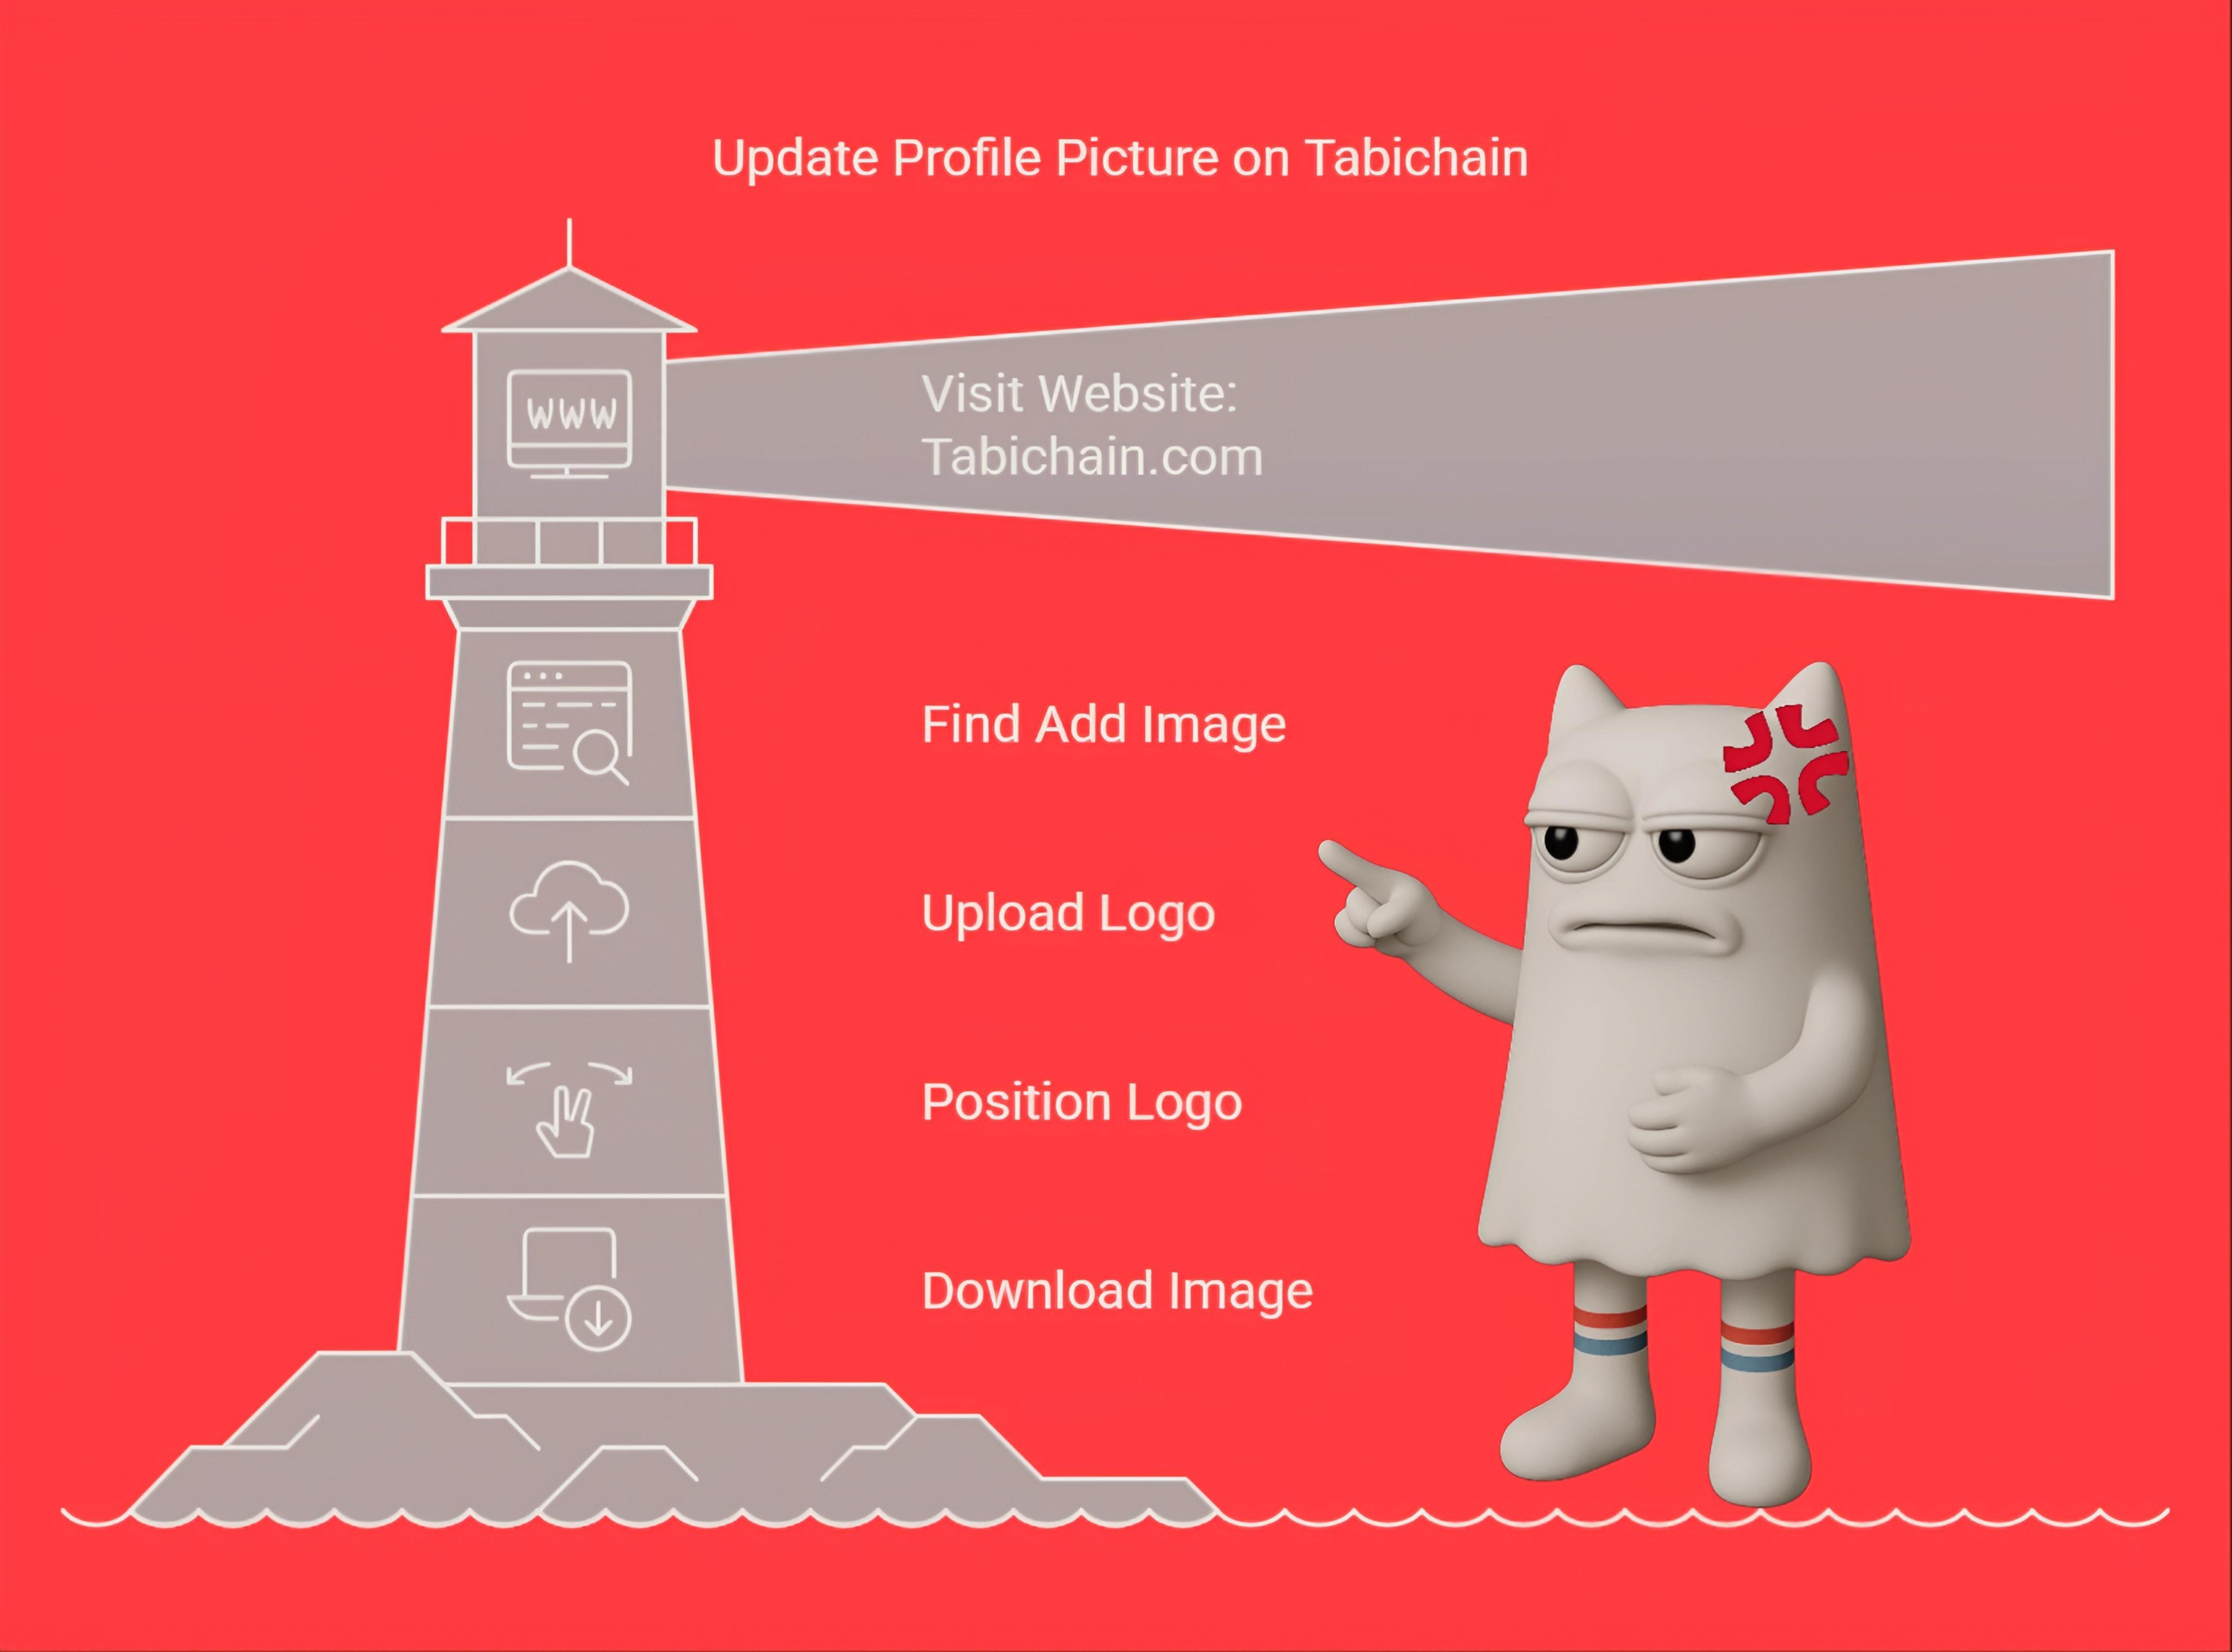 Update Profile Picture on Tabichain
WWW
Visit Website:
Tabichain.com
Find Add Image
Upload Logo
Position Logo
Download Image